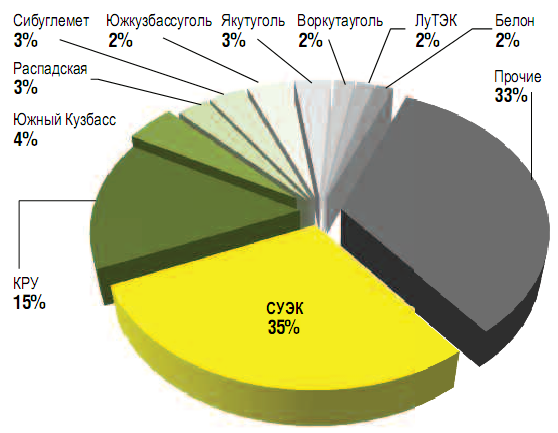 Сибуглемет
3%
Южкузбассуголь
2%
Якутуголь
3%
Воркутауголь
2%
ЛуТЭК
2%
Белон
2%
Распадская
3%
Прочие
33%
Южный Кузбасс
4%
КРУ
15%
СУЭК
35%